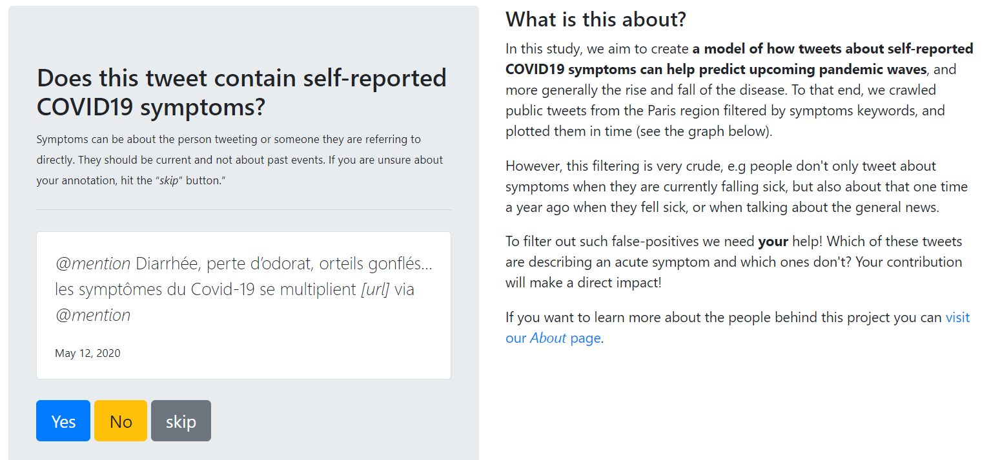 Does this tweet contain self-reported
COVID19 symptoms?
Symptoms can be about the person tweeting or someone they are referring to
directly. They should be current and not about past events. If you are unsure about
your annotation, hit the “skip” button.”
@mention Diarrhée, perte d’odorat, orteils gonflés…
les symptômes du Covid-19 se multiplient [url] via
@mention
May 12, 2020
Yes No skip
What is this about?
In this study, we aim to create a model of how tweets about self-reported
COVID19 symptoms can help predict upcoming pandemic waves, and
more generally the rise and fall of the disease. To that end, we crawled
public tweets from the Paris region filtered by symptoms keywords, and
plotted them in time (see the graph below).
However, this filtering is very crude, e.g people don't only tweet about
symptoms when they are currently falling sick, but also about that one time
a year ago when they fell sick, or when talking about the general news.
To filter out such false-positives we need your help! Which of these tweets
are describing an acute symptom and which ones don't? Your contribution
will make a direct impact!
If you want to learn more about the people behind this project you can visit
our About page.